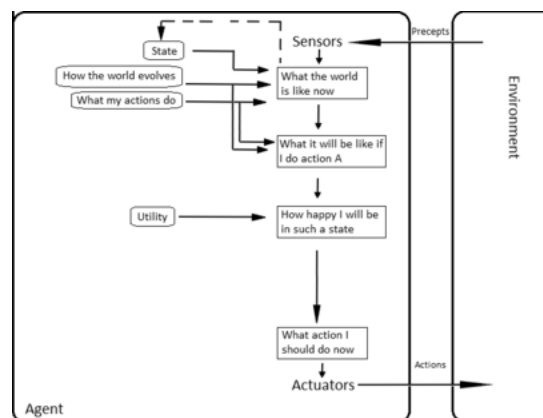 Sensors
Precepts
State
How the world evolves
What my actions do
What the world
is like now
What it will be like if
I do action A
Utility
How happy I will be
in such a state
What action I
should do now
Actuators
Actions
Agent
Environment